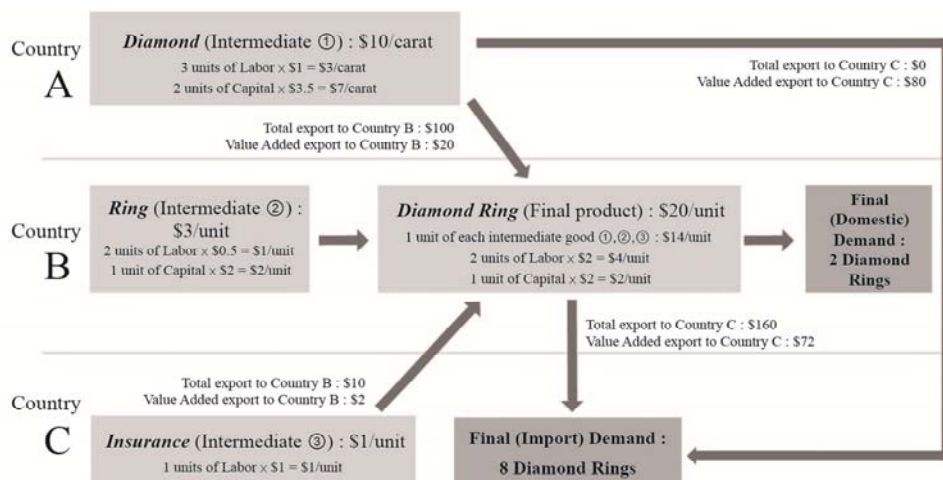 Country
A
Diamond (Intermediate ①) : $10/carat
3 units of Labor x $1 = $3/carat
2 units of Capital x $3.5 = $7/carat
Total export to Country C : $0
Value Added export to Country C : $80
Total export to Country B : $100
Value Added export to Country B : $20
Country
B
Ring (Intermediate ②) :
$3/unit
2 units of Labor x $0.5 = $1/unit
1 unit of Capital x $2 = $2/unit
Diamond Ring (Final product) : $20/unit
1 unit of each intermediate good ①,②,③ : $14/unit
2 units of Labor x $2 = $4/unit
1 unit of Capital x $2 = $2/unit
Final
(Domestic)
Demand :
2 Diamond
Rings
Total export to Country C : $160
Value Added export to Country C : $72
Total export to Country B : $10
Value Added export to Country B : $2
Country
C
Insurance (Intermediate ③) : $1/unit
1 units of Labor x $1 = $1/unit
Final (Import) Demand :
8 Diamond Rings